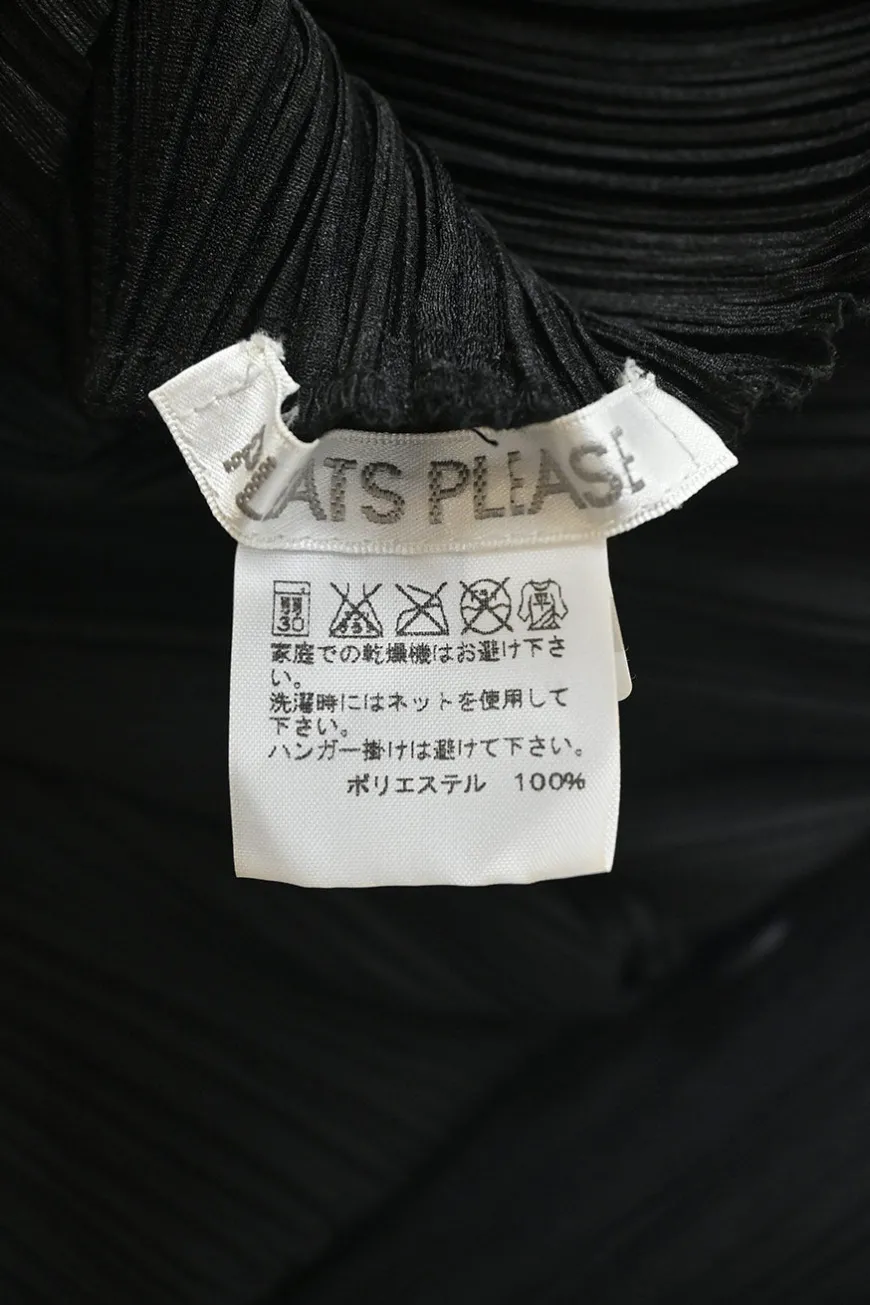 EATS PLEASE
弱
30
平
家庭での乾燥機はお避け下さ
い。
洗濯時にはネットを使用して
下さい。
ハンガー掛けは避けて下さい。
ポリエステル 100%